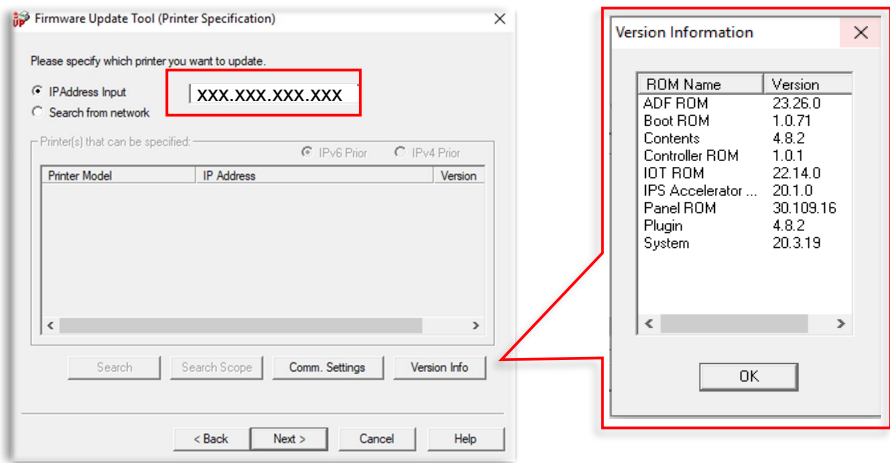 Firmware Update Tool (Printer Specification)
Please specify which printer you want to update.
IPAddress Input
XXX.XXX.XXX.XXX
Search from network
Printer(s) that can be specified:
IPv6 Prior IPv4 Prior
Printer Model IP Address Version
Search Search Scope Comm. Settings Version Info
< Back Next > Cancel Help
Version Information
ROM Name Version
ADF ROM 23.26.0
Boot ROM 1.0.71
Contents 4.8.2
Controller ROM 1.0.1
IOT ROM 22.14.0
IPS Accelerator ... 20.1.0
Panel ROM 30.109.16
Plugin 4.8.2
System 20.3.19
OK